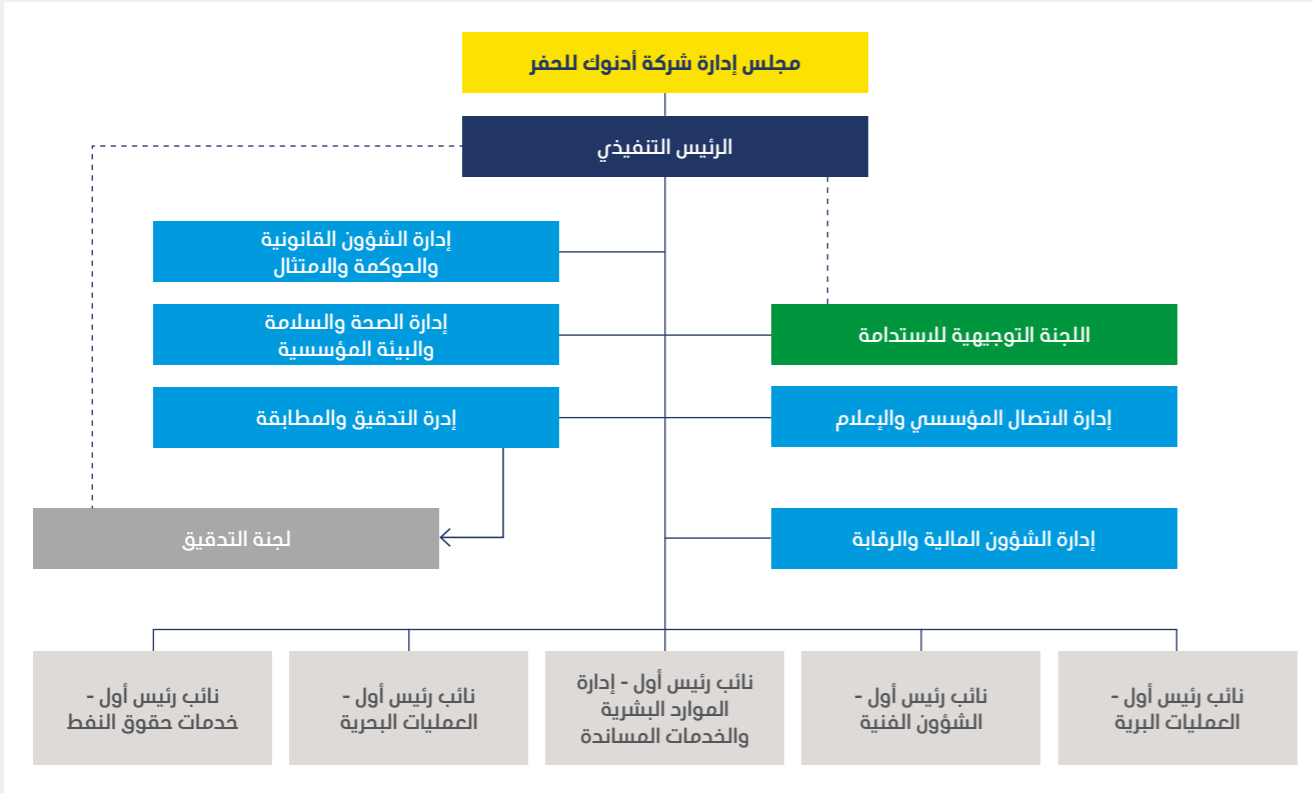 مجلس إدارة شركة أدنوك للحفر
الرئيس التنفيذي
إدارة الشؤون القانونية
والحوكمة والامتثال
اللجنة التوجيهية للاستدامة
إدارة الصحة والسلامة
والبيئة المؤسسية
إدارة الاتصال المؤسسي والإعلام
إدرة التدقيق والمطابقة
إدارة الشؤون المالية والرقابة
لجنة التدقيق
نائب رئيس أول -
العمليات البرية
نائب رئيس أول -
الشؤون الفنية
نائب رئيس أول - إدارة
الموارد البشرية
والخدمات المساندة
نائب رئيس أول -
العمليات البحرية
نائب رئيس أول -
خدمات حقوق النفط